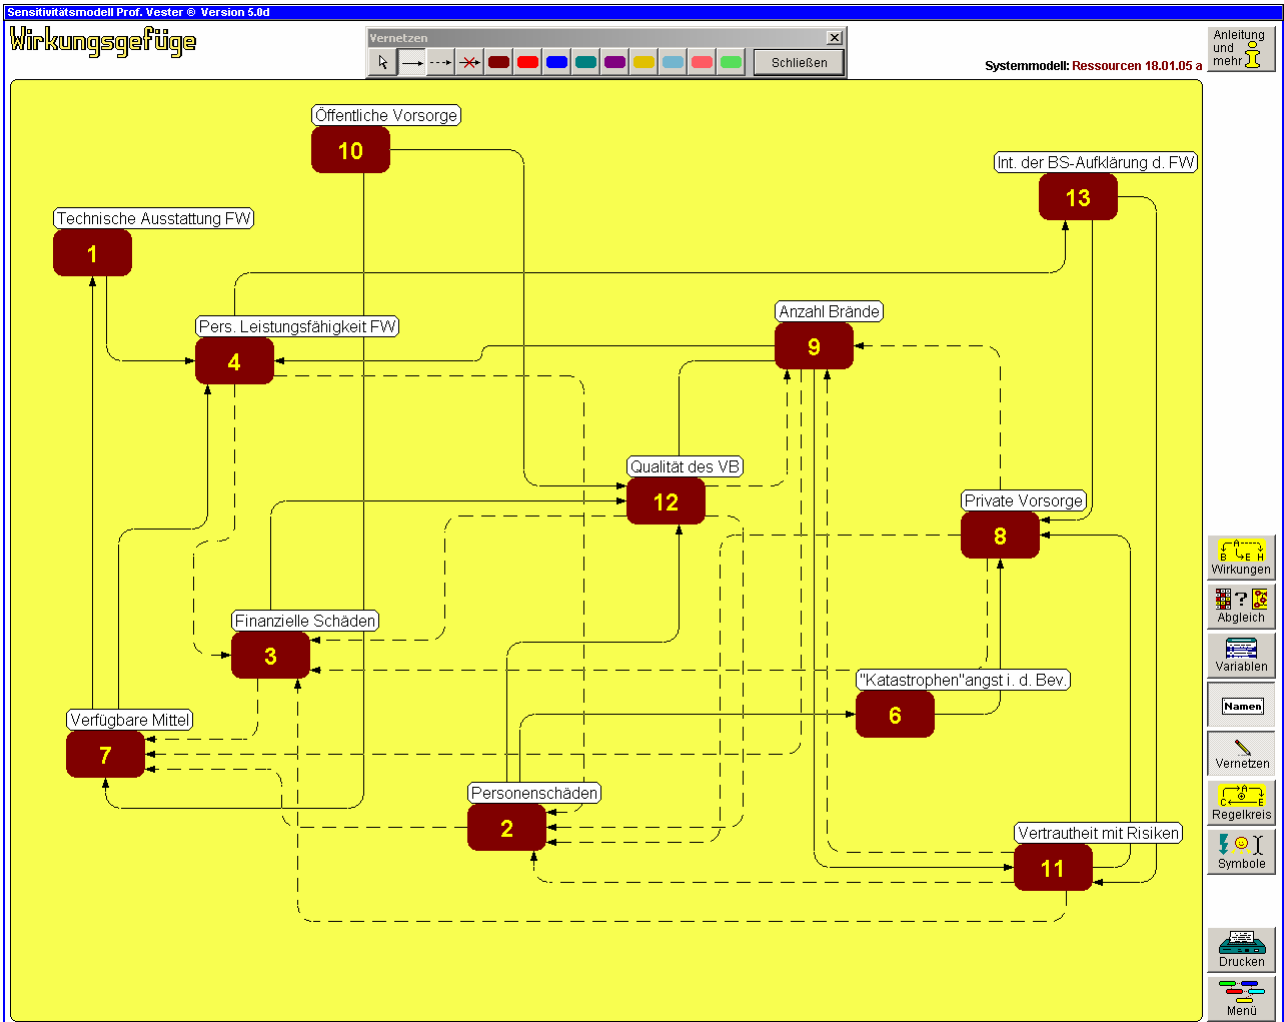 Sensitivitätsmodell Prof. Vester ® Version 5.0d
Wirkungsgefüge
Vernetzen
Schließen
Systemmodell: Ressourcen 18.01.05 a
Anleitung
und
mehr
Öffentliche Vorsorge
10
Int. der BS-Aufklärung d. FW
13
Technische Ausstattung FW
1
Anzahl Brände
9
Pers. Leistungsfähigkeit FW
4
Qualität des VB
12
Private Vorsorge
8
Finanzielle Schäden
3
"Katastrophen"angst i. d. Bev.
6
Verfügbare Mittel
7
Personenschäden
2
Vertrautheit mit Risiken
11
A
B E H
Wirkungen
?
Abgleich
Variablen
Namen
Vernetzen
A
C E
Regelkreis
Symbole
Drucken
Menü